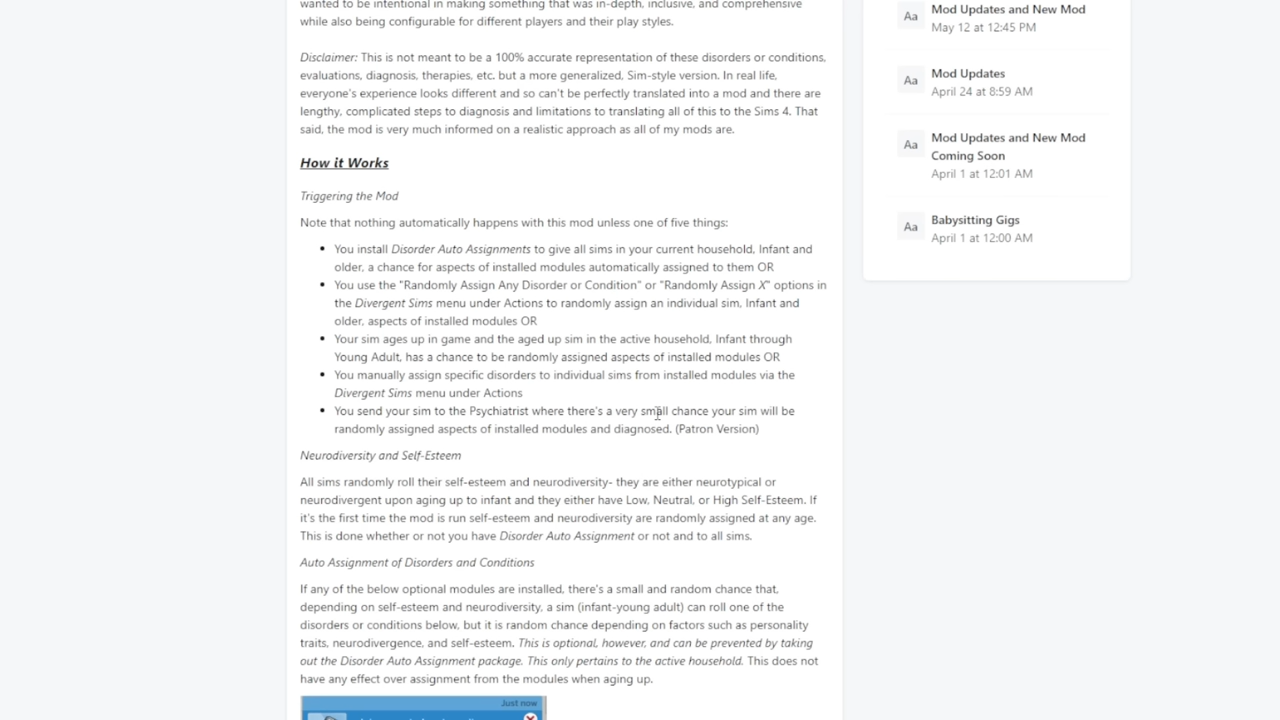 wanted to be intentional in making something that was in-depth, inclusive, and comprehensive
while also being configurable for different players and their play styles.
Disclaimer: This is not meant to be a 100% accurate representation of these disorders or conditions,
evaluations, diagnosis, therapies, etc. but a more generalized, Sim-style version. In real life,
everyone's experience looks different and so can't be perfectly translated into a mod and there are
lengthy, complicated steps to diagnosis and limitations to translating all of this to the Sims 4. That
said, the mod is very much informed on a realistic approach as all of my mods are.
How it Works
Triggering the Mod
Note that nothing automatically happens with this mod unless one of five things:
• You install Disorder Auto Assignments to give all sims in your current household, Infant and
older, a chance for aspects of installed modules automatically assigned to them OR
• You use the "Randomly Assign Any Disorder or Condition" or "Randomly Assign X" options in
the Divergent Sims menu under Actions to randomly assign an individual sim, Infant and
older, aspects of installed modules OR
• Your sim ages up in game and the aged up sim in the active household, Infant through
Young Adult, has a chance to be randomly assigned aspects of installed modules OR
• You manually assign specific disorders to individual sims from installed modules via the
Divergent Sims menu under Actions
• You send your sim to the Psychiatrist where there's a very small chance your sim will be
randomly assigned aspects of installed modules and diagnosed. (Patron Version)
Neurodiversity and Self-Esteem
All sims randomly roll their self-esteem and neurodiversity- they are either neurotypical or
neurodivergent upon aging up to infant and they either have Low, Neutral, or High Self-Esteem. If
it's the first time the mod is run self-esteem and neurodiversity are randomly assigned at any age.
This is done whether or not you have Disorder Auto Assignment or not and to all sims.
Auto Assignment of Disorders and Conditions
If any of the below optional modules are installed, there's a small and random chance that,
depending on self-esteem and neurodiversity, a sim (infant-young adult) can roll one of the
disorders or conditions below, but it is random chance depending on factors such as personality
traits, neurodivergence, and self-esteem. This is optional, however, and can be prevented by taking
out the Disorder Auto Assignment package. This only pertains to the active household. This does not
have any effect over assignment from the modules when aging up.
Just now
Aa
Mod Updates and New Mod
May 12 at 12:45 PM
Aa
Mod Updates
April 24 at 8:59 AM
Aa
Mod Updates and New Mod
Coming Soon
April 1 at 12:01 AM
Aa
Babysitting Gigs
April 1 at 12:00 AM